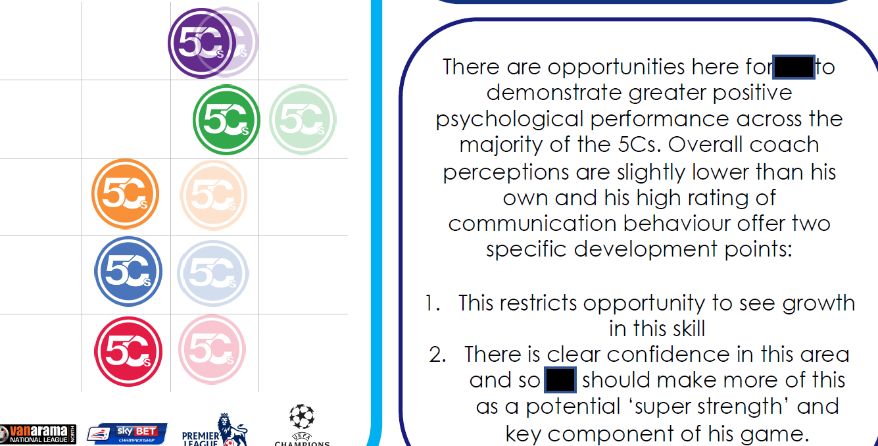 5Cs
5Cs
5Cs
5Cs
5Cs
5Cs
5Cs
5Cs
5Cs
5Cs
vanarama
NATIONAL LEAGUE NORTH
sky BET
CHAMPIONSHIP
PREMIER
LEAGUE
UEFA
CHAMPIONS
There are opportunities here for to
demonstrate greater positive
psychological performance across the
majority of the 5Cs. Overall coach
perceptions are slightly lower than his
own and his high rating of
communication behaviour offer two
specific development points:
1. This restricts opportunity to see growth
in this skill
2. There is clear confidence in this area
and so should make more of this
as a potential ‘super strength’ and
key component of his game.